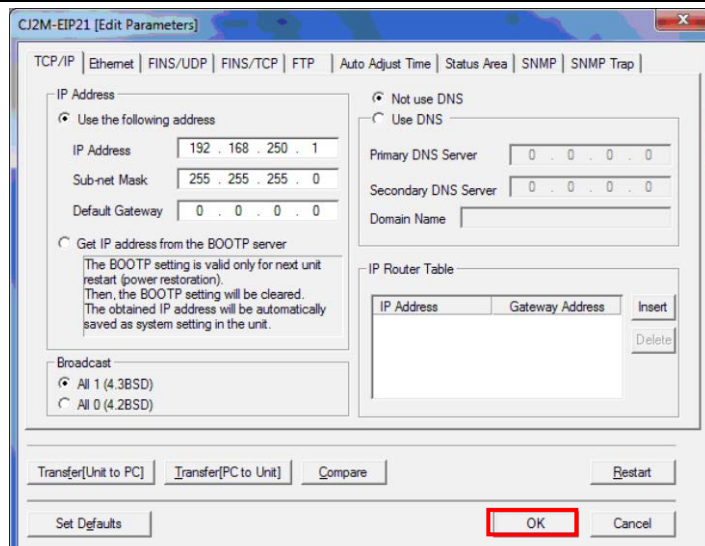 CJ2M-EIP21 [Edit Parameters]
TCP/IP Ethernet FINS/UDP FINS/TCP FTP Auto Adjust Time Status Area SNMP SNMP Trap
IP Address
Use the following address
IP Address 192 . 168 . 250 . 1
Sub-net Mask 255 . 255 . 255 . 0
Default Gateway 0 . 0 . 0 . 0
Get IP address from the BOOTP server
The BOOTP setting is valid only for next unit
restart (power restoration).
Then, the BOOTP setting will be cleared.
The obtained IP address will be automatically
saved as system setting in the unit.
Broadcast
All 1 (4.3BSD)
All 0 (4.2BSD)
Not use DNS
Use DNS
Primary DNS Server 0 . 0 . 0 . 0
Secondary DNS Server 0 . 0 . 0 . 0
Domain Name
IP Router Table
IP Address Gateway Address Insert
Delete
Transfer[Unit to PC] Transfer[PC to Unit] Compare Restart
Set Defaults OK Cancel